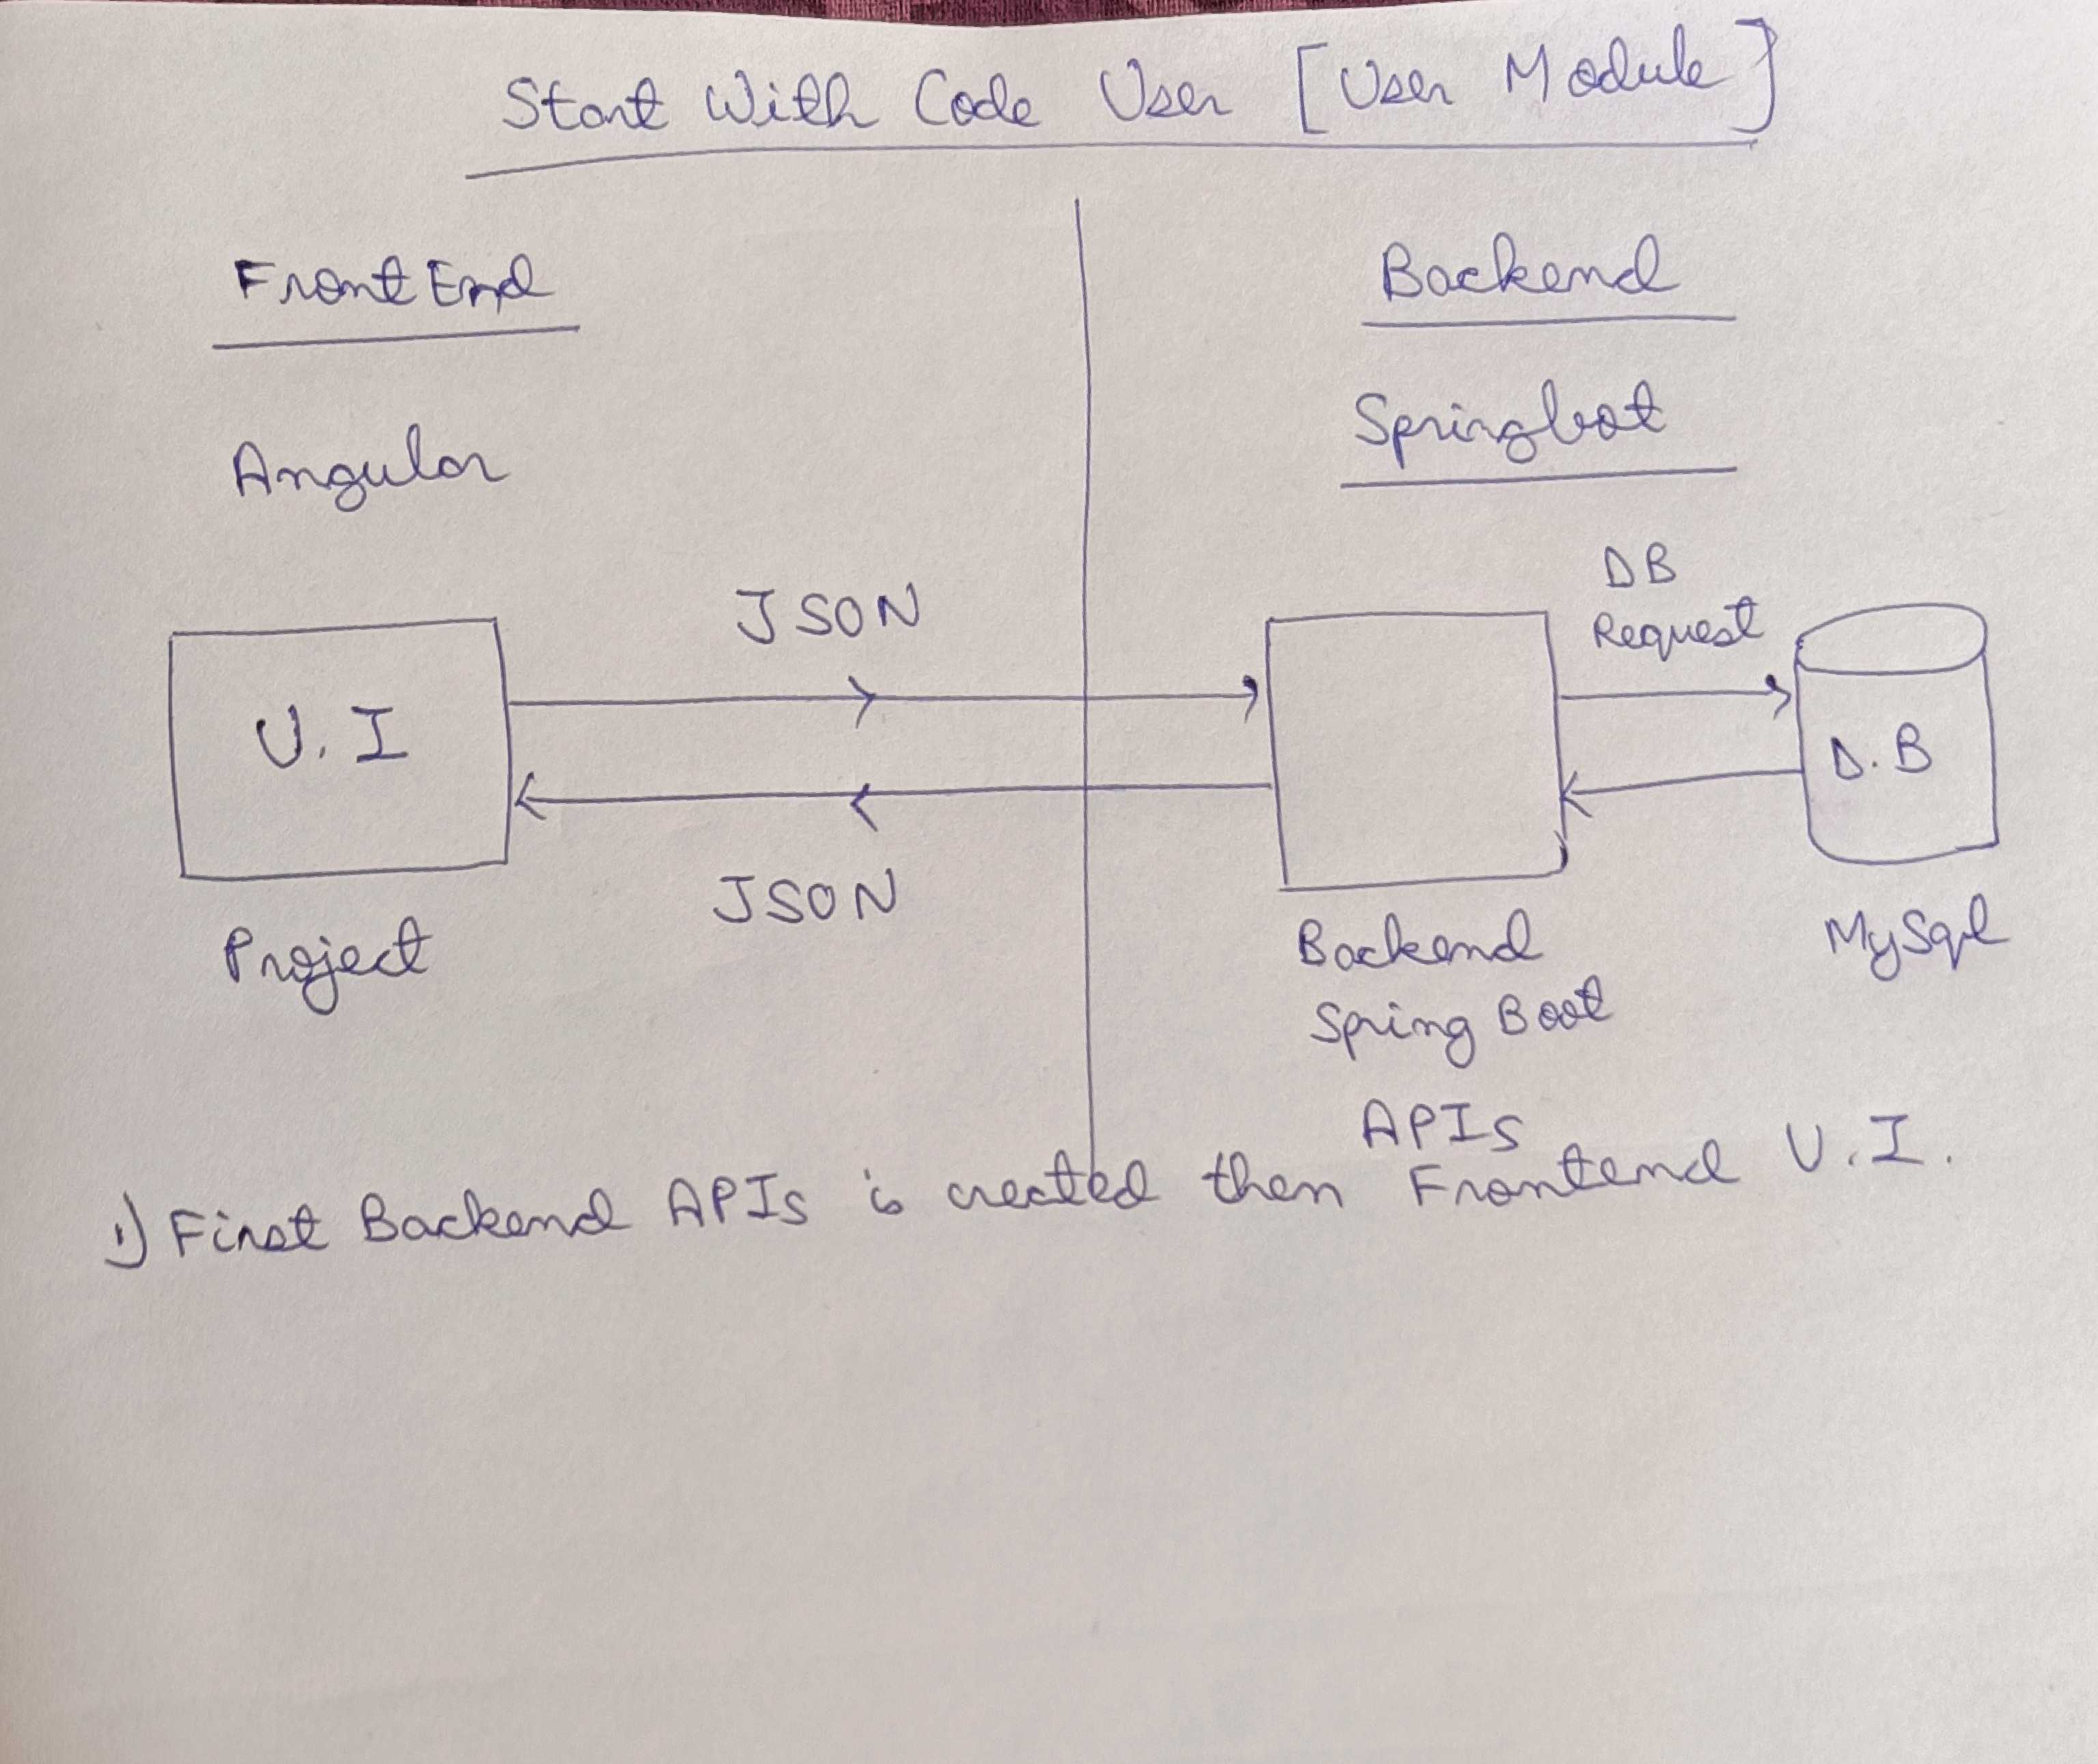 Start With Code User [User Module]
Front End
Backend
Angular
Springboot
DB
Request
JSON
U.I
D.B
JSON
Project
Backend
Spring Boot
APIs
MySql
1) First Backend APIs is created then Frontend U.I.